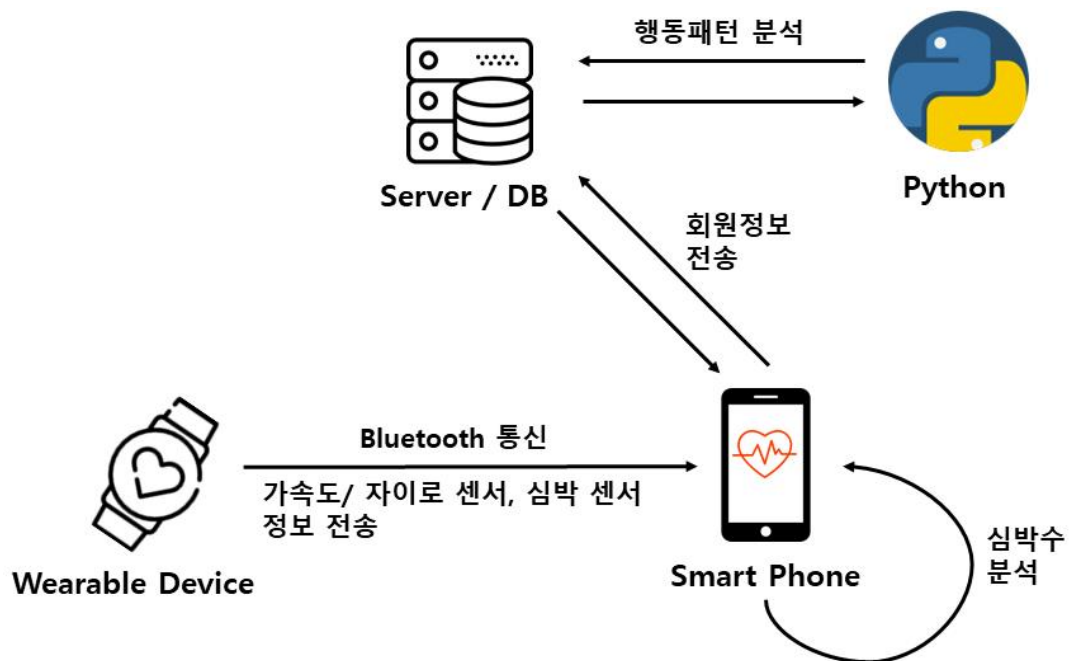 행동패턴 분석
Server / DB
Python
회원정보
전송
Bluetooth 통신
가속도/ 자이로 센서, 심박 센서
정보 전송
Wearable Device
Smart Phone
심박수
분석